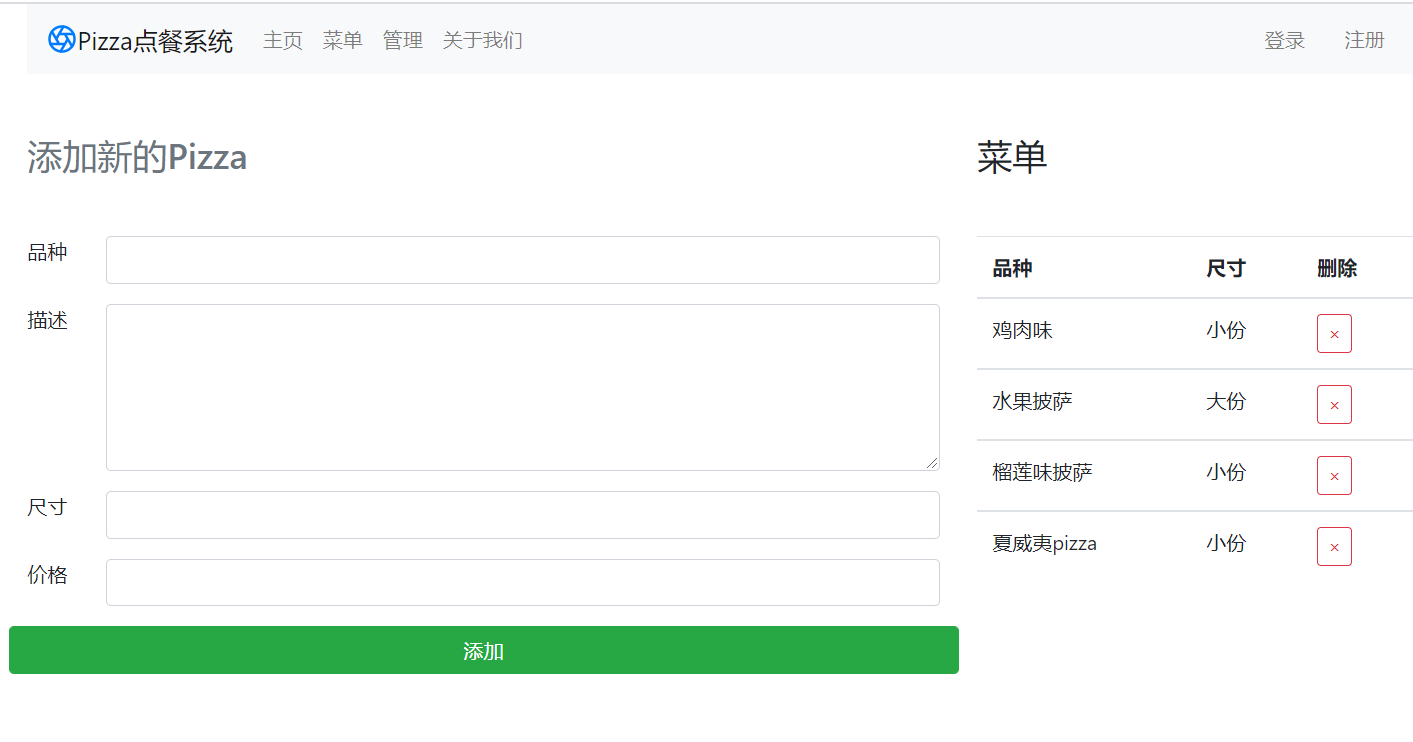 Pizza点餐系统 主页 菜单 管理 关于我们 登录 注册
添加新的Pizza
品种
描述
尺寸
价格
添加
菜单
品种 尺寸 删除
鸡肉味 小份 ×
水果披萨 大份 ×
榴莲味披萨 小份 ×
夏威夷pizza 小份 ×